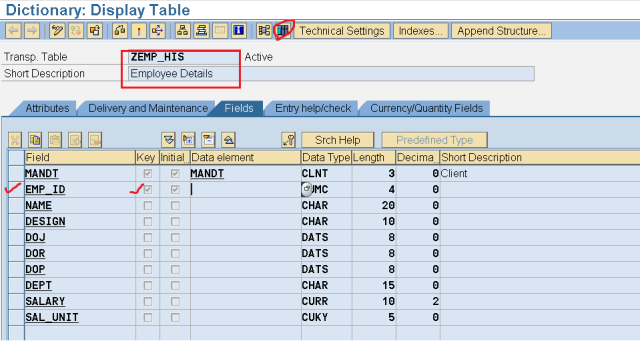 Dictionary: Display Table
Technical Settings Indexes... Append Structure...
Transp. Table ZEMP_HIS Active
Short Description Employee Details
Attributes Delivery and Maintenance Fields Entry help/check Currency/Quantity Fields
Srch Help Predefined Type
Field Key Initial Data element Data Type Length Decima... Short Description
MANDT MANDT CLNT 3 0 Client
EMP_ID UMC 4 0
NAME CHAR 20 0
DESIGN CHAR 10 0
DOJ DATS 8 0
DOR DATS 8 0
DOP DATS 8 0
DEPT CHAR 15 0
SALARY CURR 10 2
SAL_UNIT CUKY 5 0